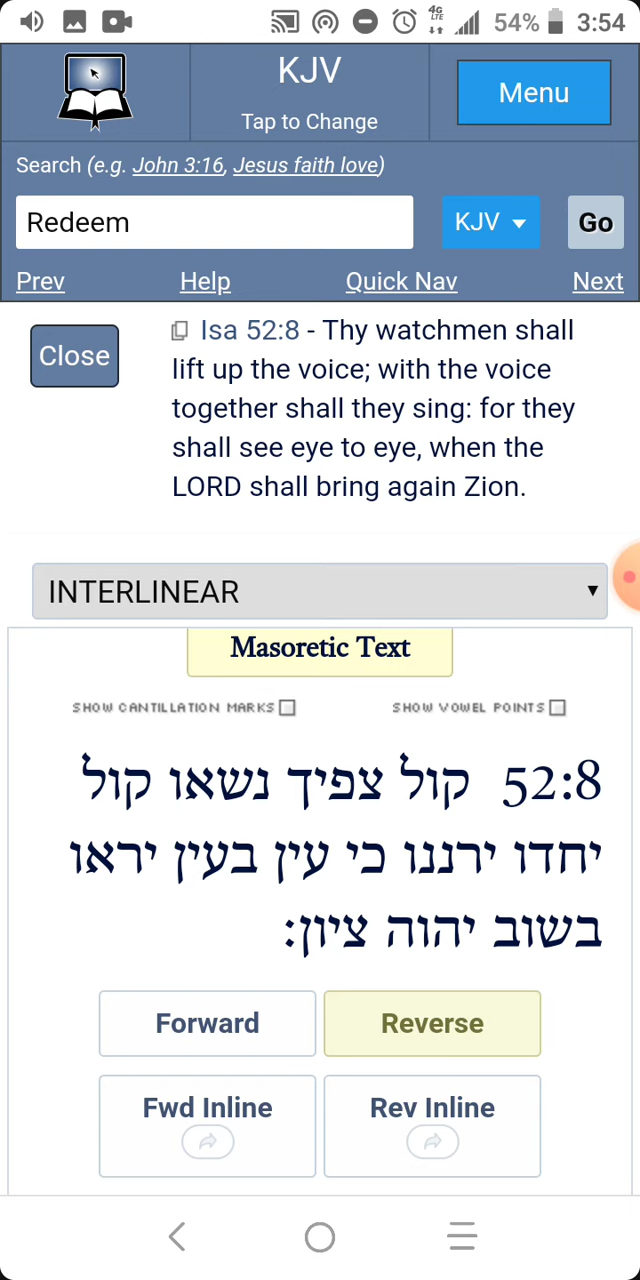 4G
LTE
54%
3:54
KJV
Tap to Change
Menu
Search (e.g. John 3:16, Jesus faith love)
Redeem
KJV
Go
Prev
Help
Quick Nav
Next
Close
Isa 52:8 - Thy watchmen shall
lift up the voice; with the voice
together shall they sing: for they
shall see eye to eye, when the
LORD shall bring again Zion.
INTERLINEAR
Masoretic Text
SHOW CANTILLATION MARKS
SHOW VOWEL POINTS
52:8 קול צפיך נשאו קול
יחדו ירננו כי עין בעין יראו
בשוב יהוה ציון:
Forward
Reverse
Fwd Inline
Rev Inline